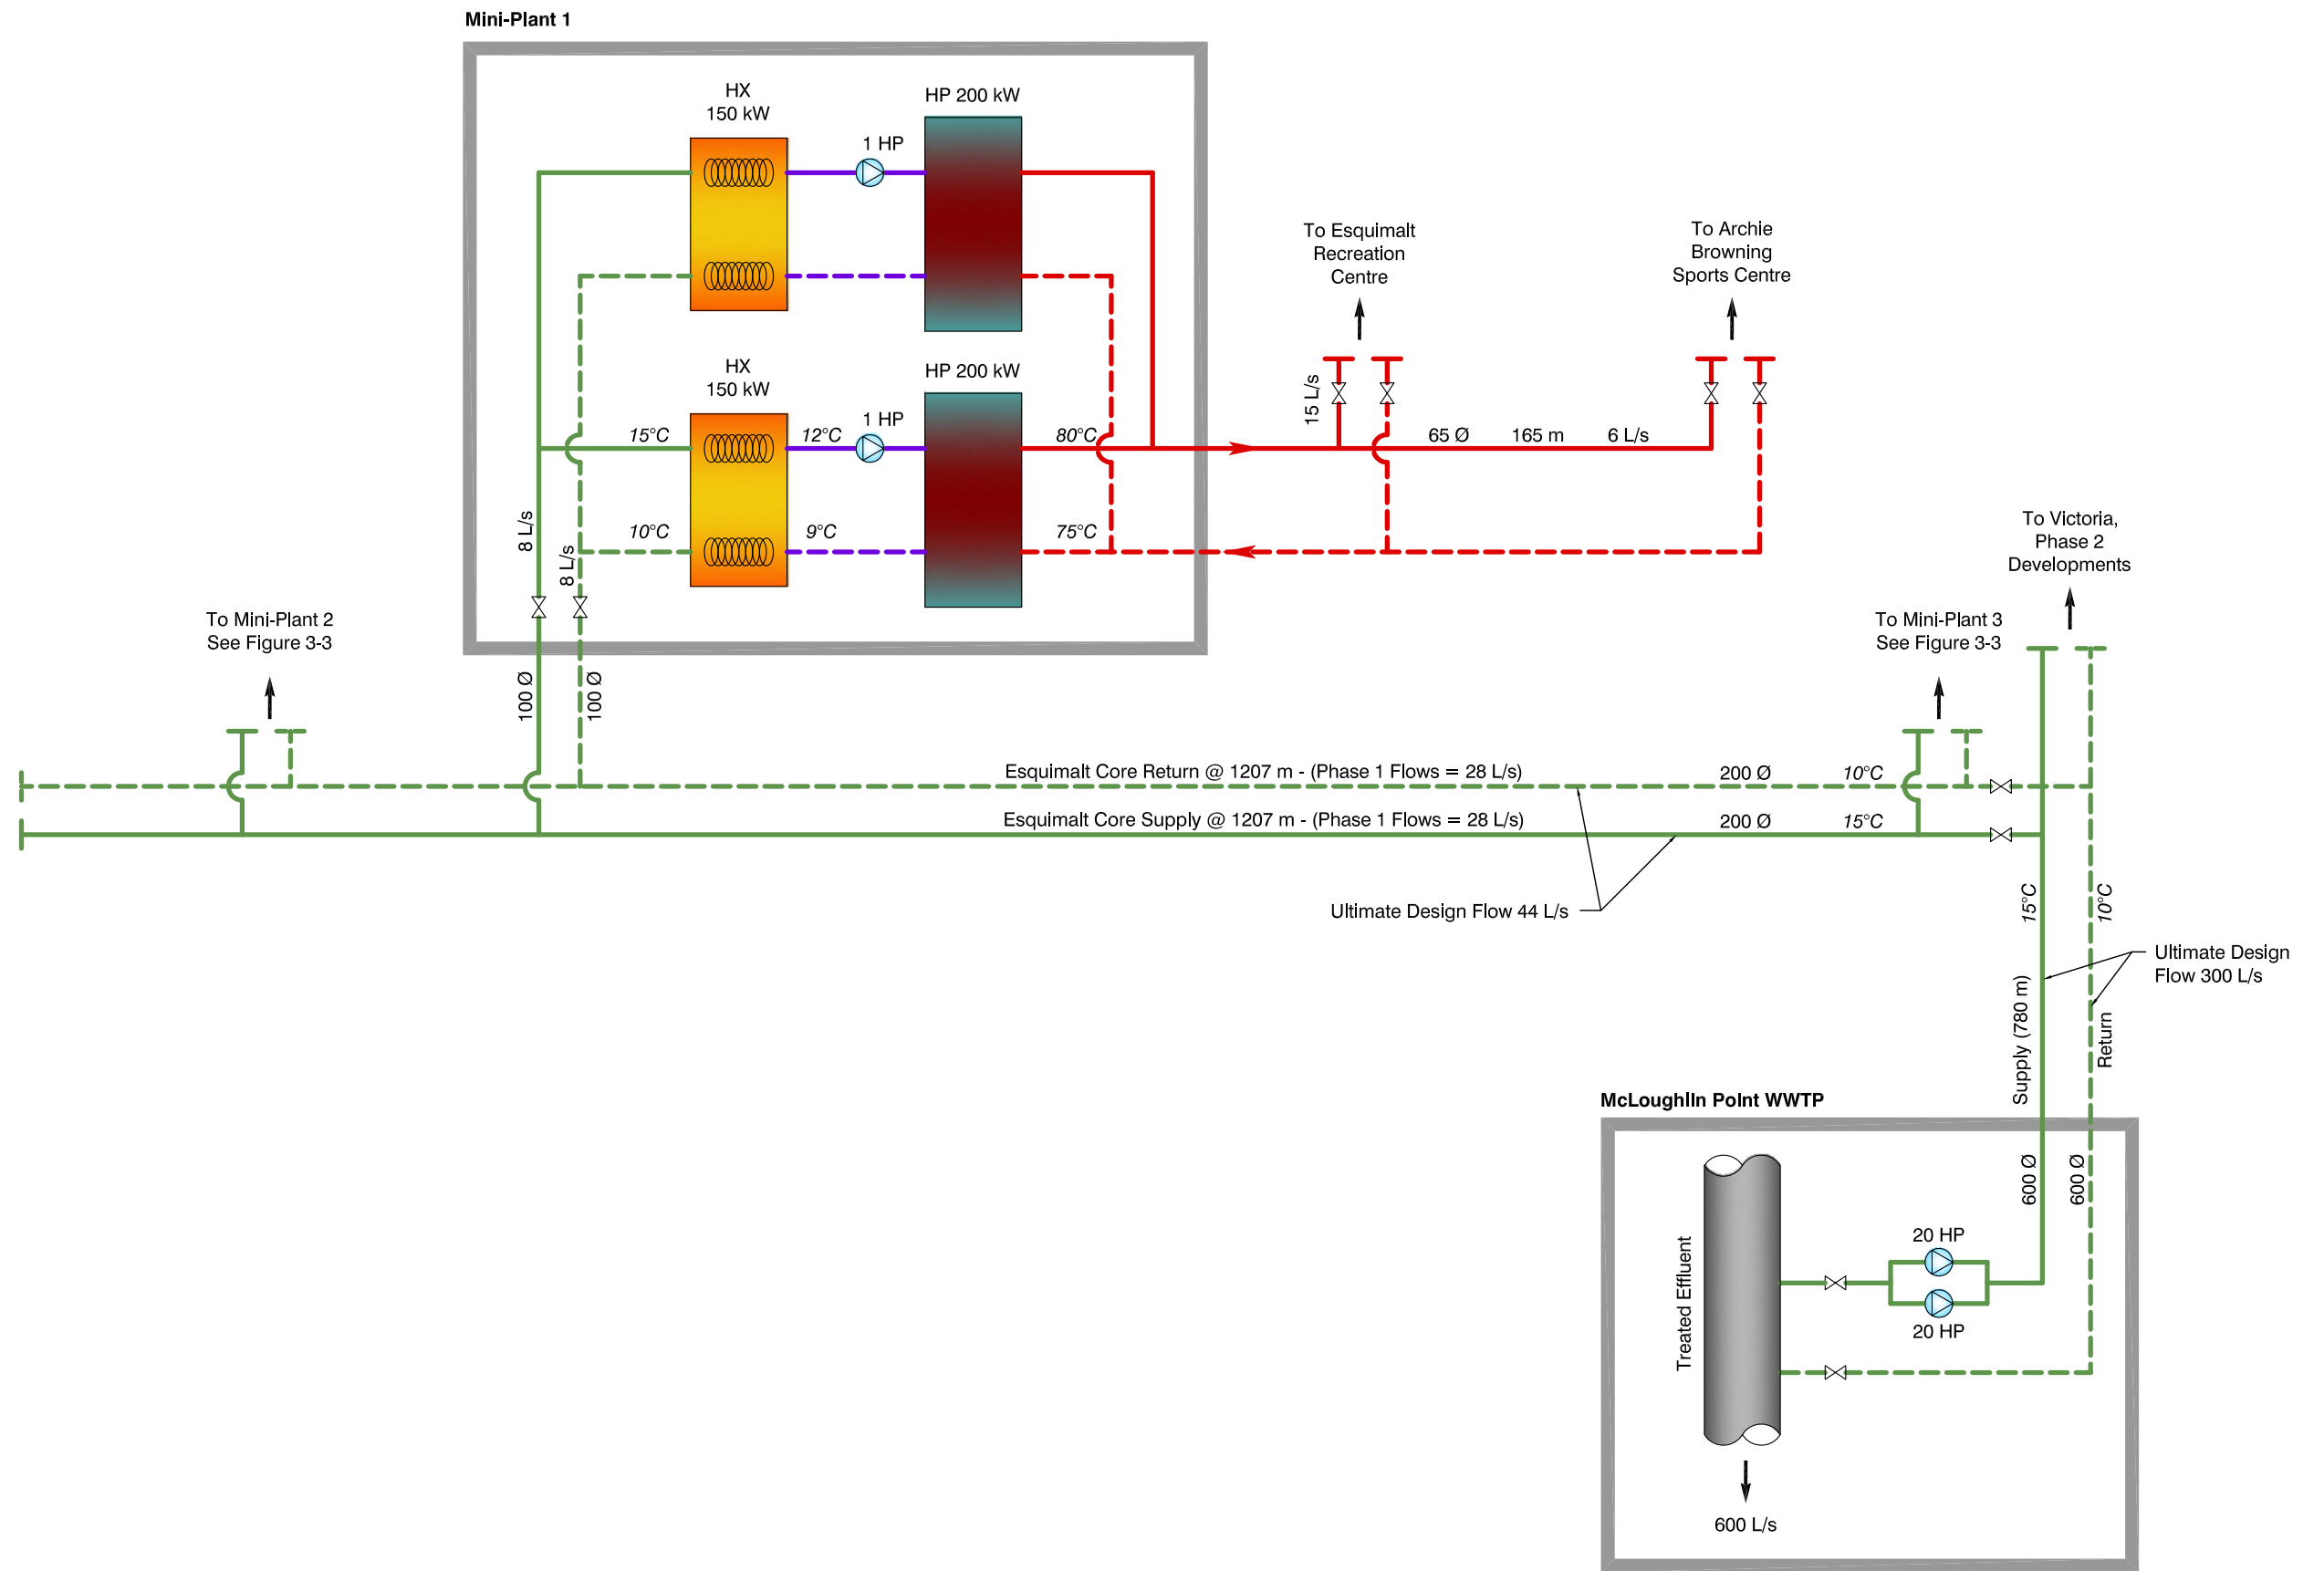 Mini-Plant 1
HX
150 kW
HP 200 kW
1 HP
HX
150 kW
HP 200 kW
1 HP
15°C
12°C
80°C
10°C
9°C
75°C
8 L/s
8 L/s
100 Ø
100 Ø
To Esquimalt
Recreation
Centre
To Archie
Browning
Sports Centre
15 L/s
65 Ø
165 m
6 L/s
To Mini-Plant 2
See Figure 3-3
To Mini-Plant 3
See Figure 3-3
To Victoria,
Phase 2
Developments
Esquimalt Core Return @ 1207 m - (Phase 1 Flows = 28 L/s)
200 Ø
10°C
Esquimalt Core Supply @ 1207 m - (Phase 1 Flows = 28 L/s)
200 Ø
15°C
Ultimate Design Flow 44 L/s
15°C
10°C
Ultimate Design
Flow 300 L/s
Supply (780 m)
Return
McLoughlin Point WWTP
600 Ø
600 Ø
20 HP
20 HP
Treated Effluent
600 L/s